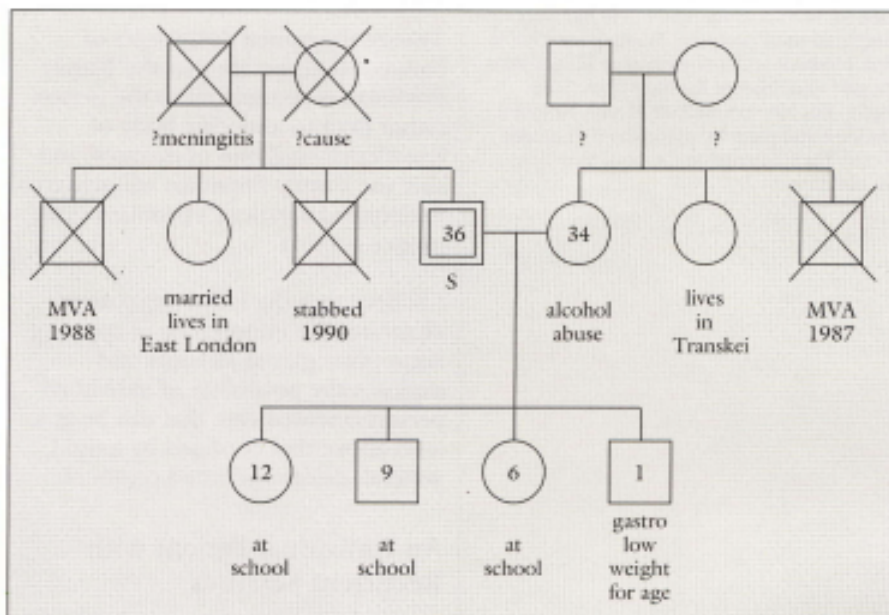 ?meningitis ?cause
? ?
36 34
S
MVA
1988
married
lives in
East London
stabbed
1990
alcohol
abuse
lives
in
Transkei
MVA
1987
12 9 6 1
at
school
at
school
at
school
gastro
low
weight
for age